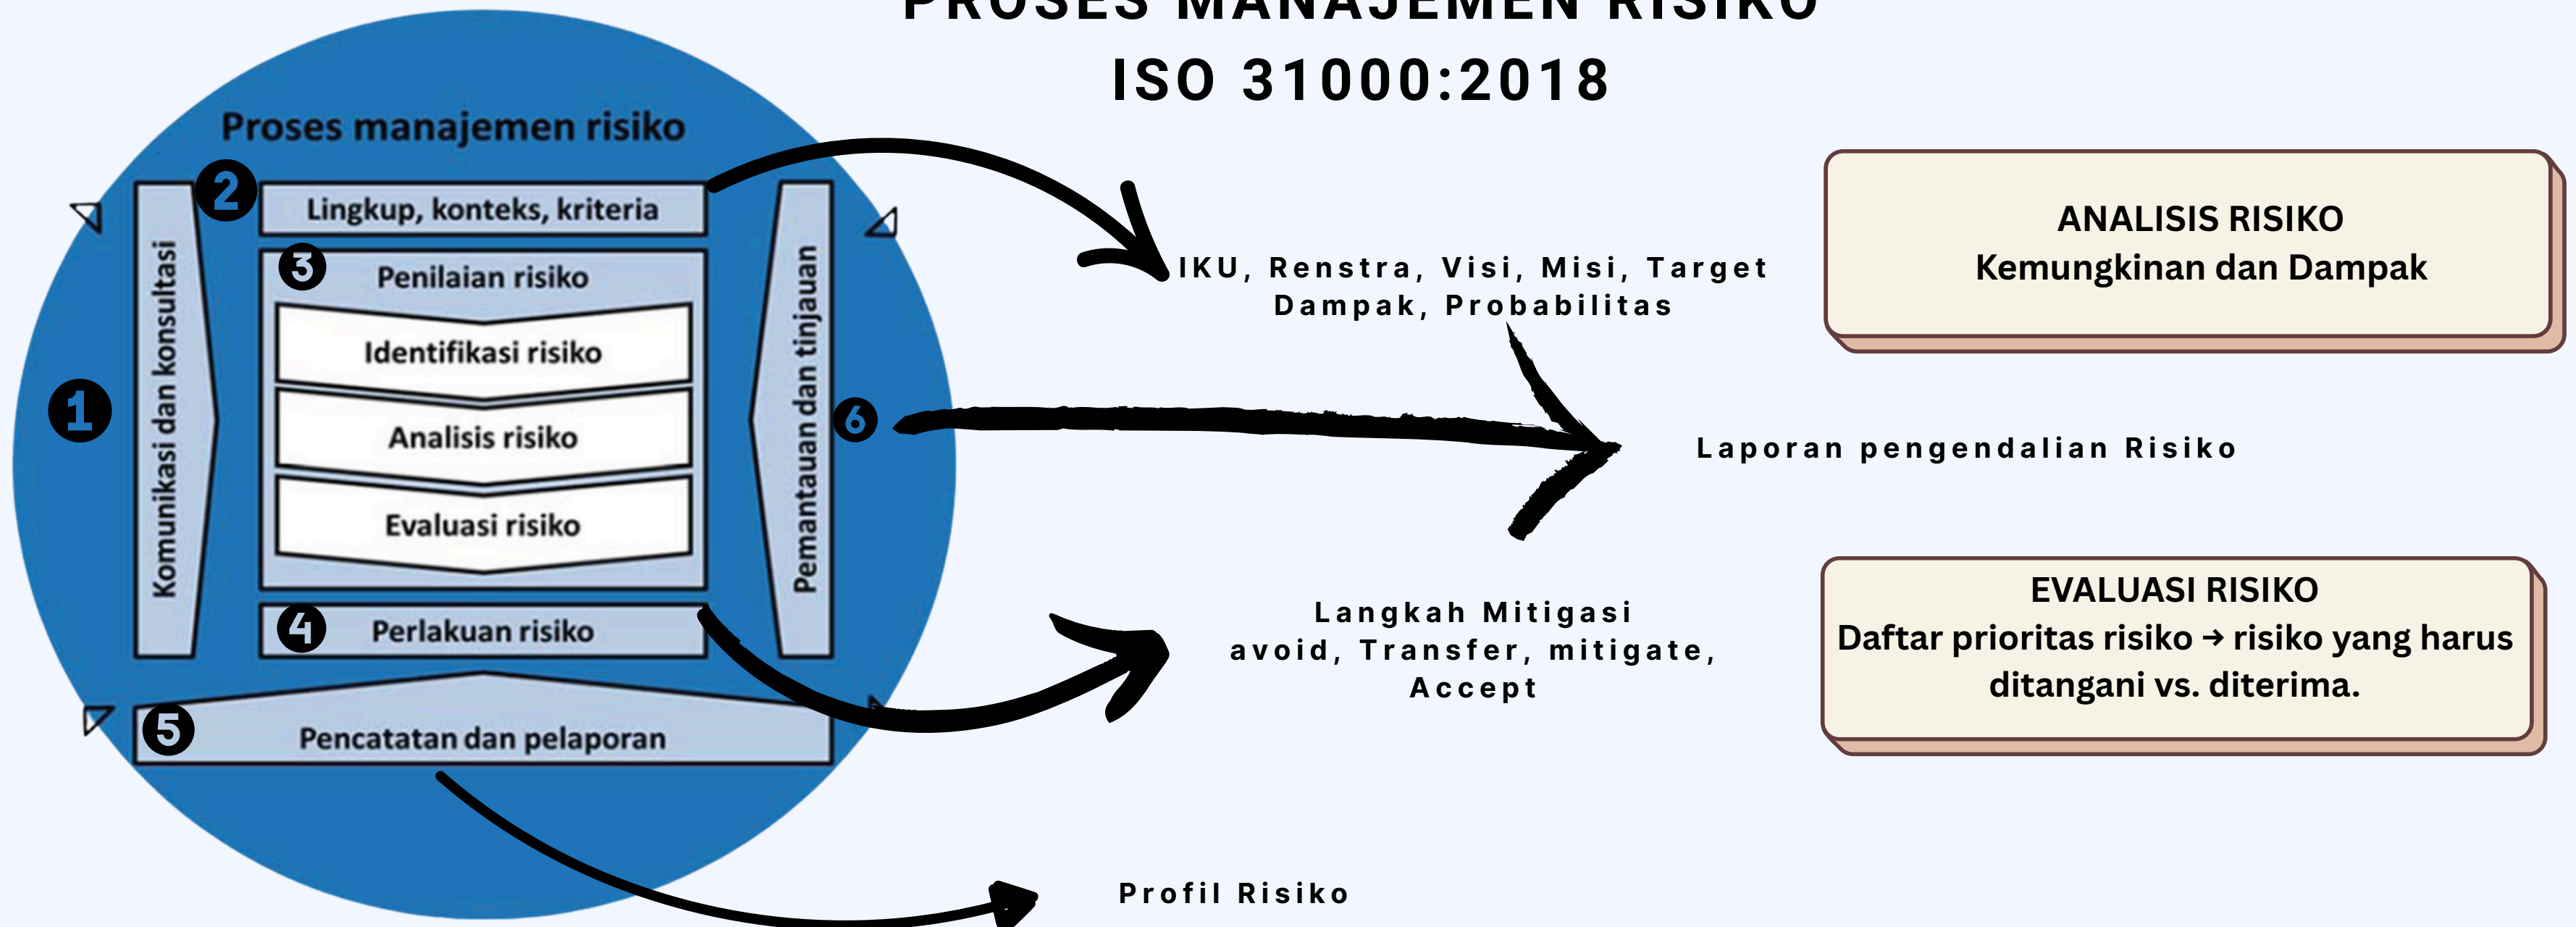 PROSES MANAJEMEN RISIKO
ISO 31000:2018
Proses manajemen risiko
1
Komunikasi dan konsultasi
2
Lingkup, konteks, kriteria
3
Penilaian risiko
Identifikasi risiko
Analisis risiko
Evaluasi risiko
4
Perlakuan risiko
5
Pencatatan dan pelaporan
Pemantauan dan tinjauan
6
IKU, Renstra, Visi, Misi, Target
Dampak, Probabilitas
Laporan pengendalian Risiko
Langkah Mitigasi
avoid, Transfer, mitigate,
Accept
Profil Risiko
ANALISIS RISIKO
Kemungkinan dan Dampak
EVALUASI RISIKO
Daftar prioritas risiko → risiko yang harus
ditangani vs. diterima.